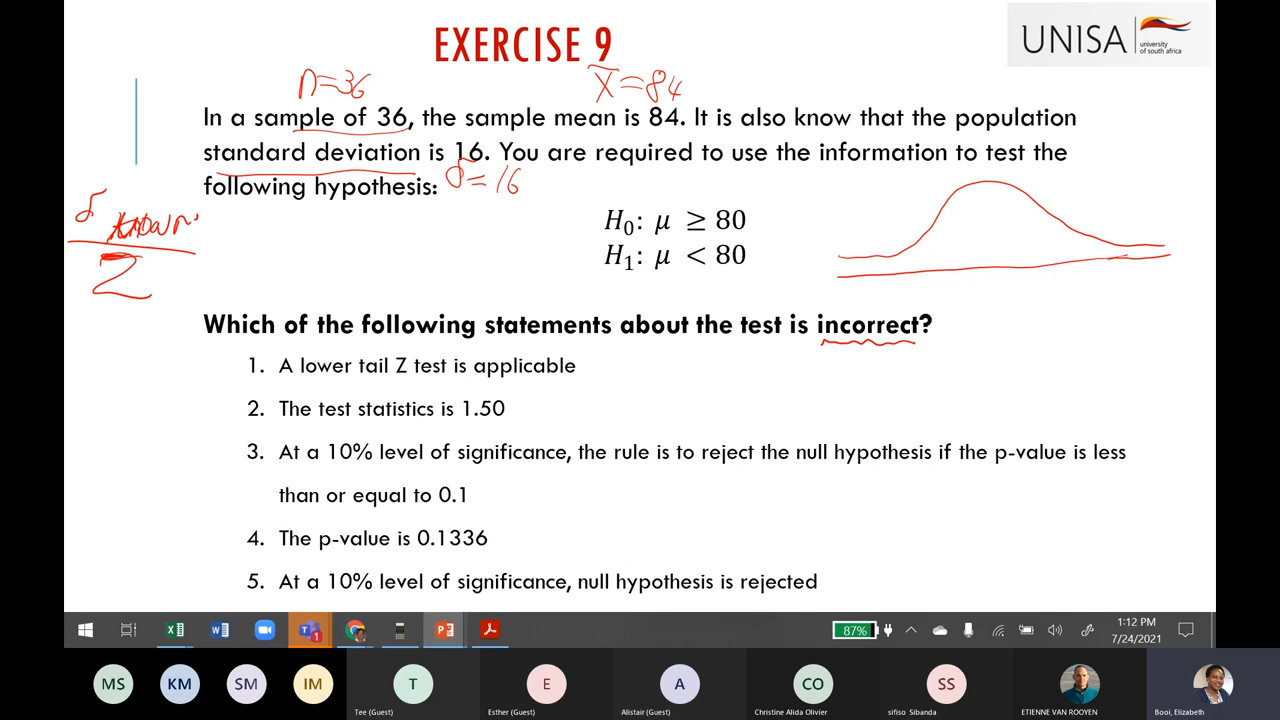 EXERCISE 9
UNISA university of south africa
n=36
X̄=84
In a sample of 36, the sample mean is 84. It is also know that the population
standard deviation is 16. You are required to use the information to test the
following hypothesis:
σ=16
σ known
Z
H₀: μ ≥ 80
H₁: μ < 80
Which of the following statements about the test is incorrect?
1. A lower tail Z test is applicable
2. The test statistics is 1.50
3. At a 10% level of significance, the rule is to reject the null hypothesis if the p-value is less
than or equal to 0.1
4. The p-value is 0.1336
5. At a 10% level of significance, null hypothesis is rejected
1
87%
1:12 PM
7/24/2021
MS KM SM IM T E A CO SS
Tee (Guest) Esther (Guest) Alistair (Guest) Christine Alida Olivier sifiso Sibanda ETIENNE VAN ROOYEN Booi, Elizabeth